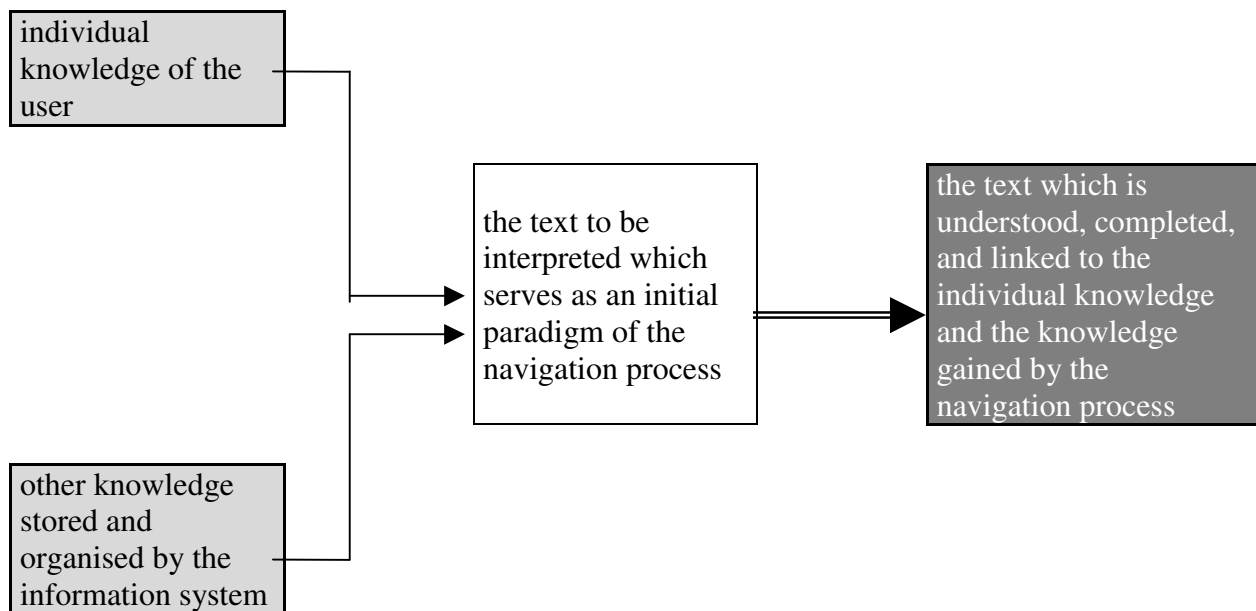 individual
knowledge of the
user
the text to be
interpreted which
serves as an initial
paradigm of the
navigation process
the text which is
understood, completed,
and linked to the
individual knowledge
and the knowledge
gained by the
navigation process
other knowledge
stored and
organised by the
information system